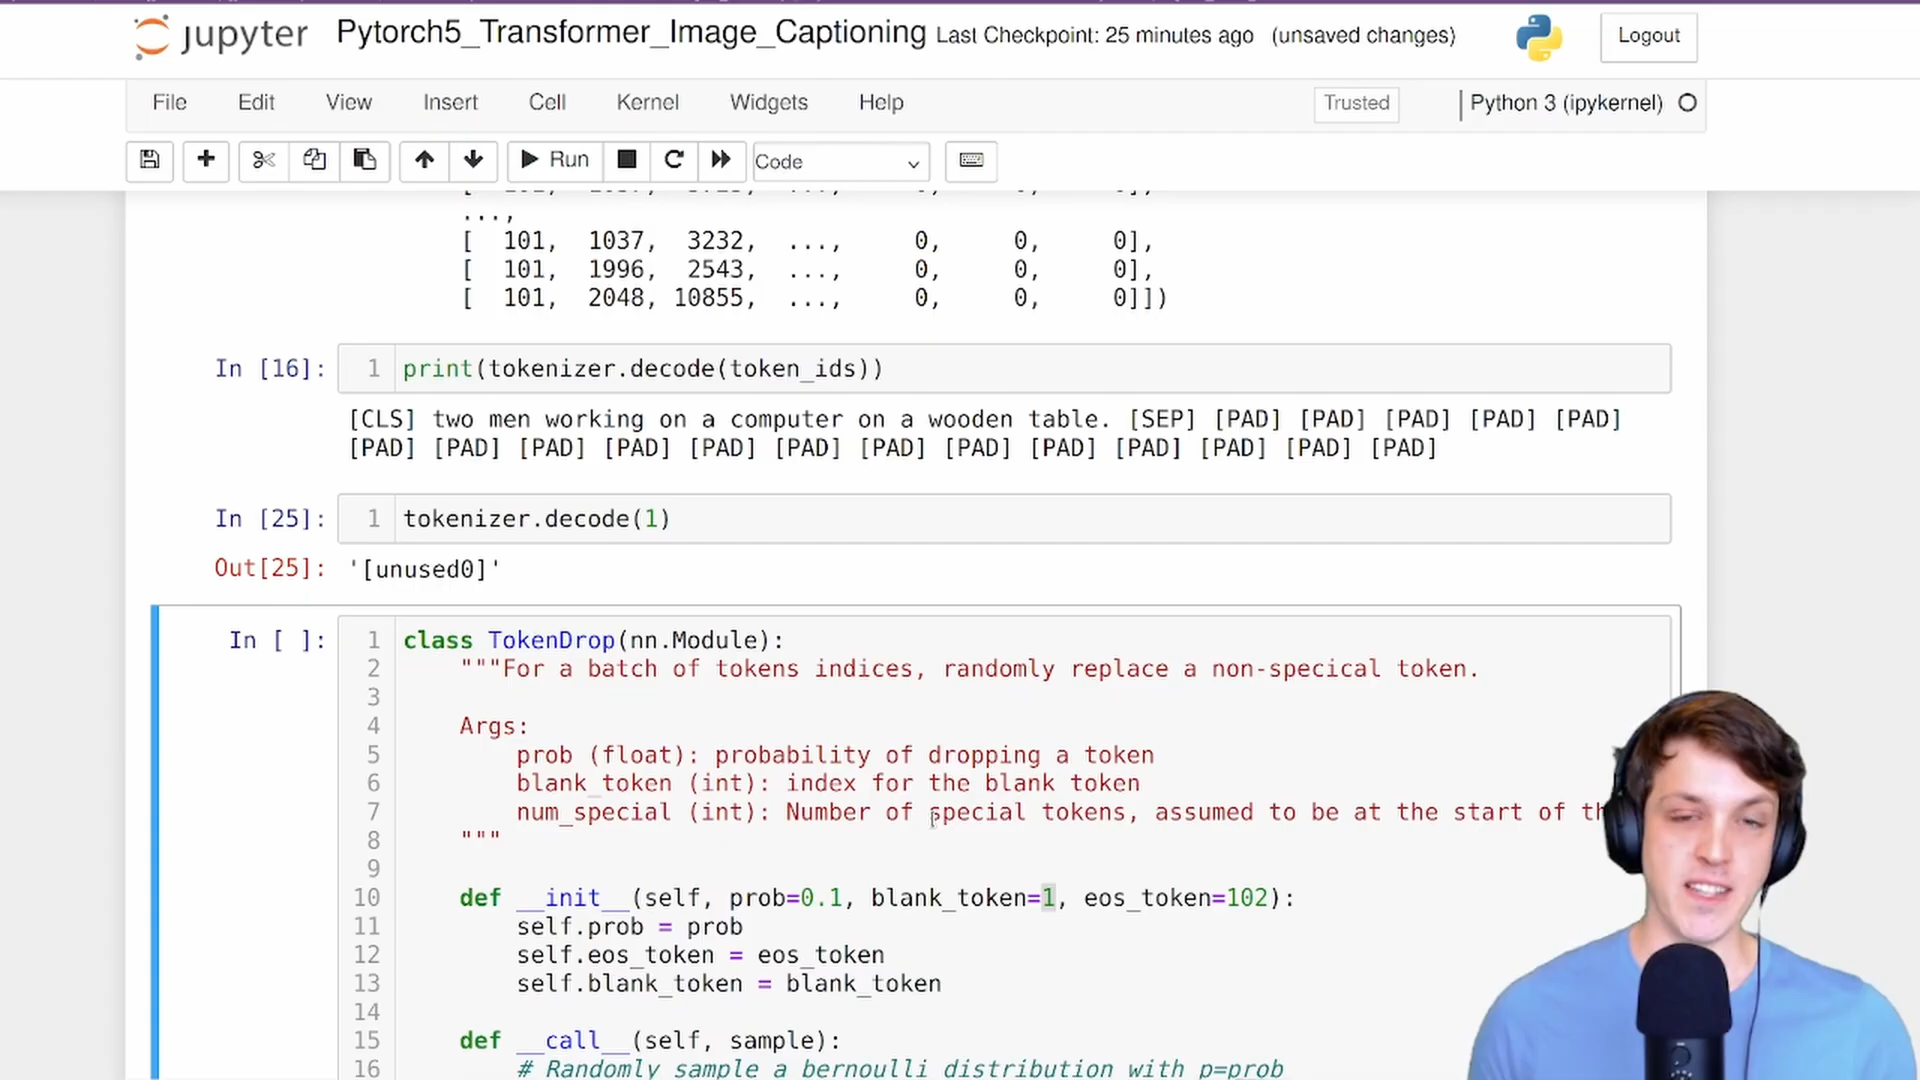 jupyter Pytorch5_Transformer_Image_Captioning Last Checkpoint: 25 minutes ago (unsaved changes) Logout
File Edit View Insert Cell Kernel Widgets Help Trusted Python 3 (ipykernel)
Run Code
...,
[ 101, 1037, 3232, ..., 0, 0, 0],
[ 101, 1996, 2543, ..., 0, 0, 0],
[ 101, 2048, 10855, ..., 0, 0, 0]])
In [16]: 1 print(tokenizer.decode(token_ids))
[CLS] two men working on a computer on a wooden table. [SEP] [PAD] [PAD] [PAD] [PAD] [PAD]
[PAD] [PAD] [PAD] [PAD] [PAD] [PAD] [PAD] [PAD] [PAD] [PAD] [PAD] [PAD] [PAD]
In [25]: 1 tokenizer.decode(1)
Out[25]: '[unused0]'
In [ ]: 1 class TokenDrop(nn.Module):
2 """For a batch of tokens indices, randomly replace a non-specical token.
3
4 Args:
5 prob (float): probability of dropping a token
6 blank_token (int): index for the blank token
7 num_special (int): Number of special tokens, assumed to be at the start of
8 """
9
10 def __init__(self, prob=0.1, blank_token=1, eos_token=102):
11 self.prob = prob
12 self.eos_token = eos_token
13 self.blank_token = blank_token
14
15 def __call__(self, sample):
16 # Randomly sample a bernoulli distribution with p=prob